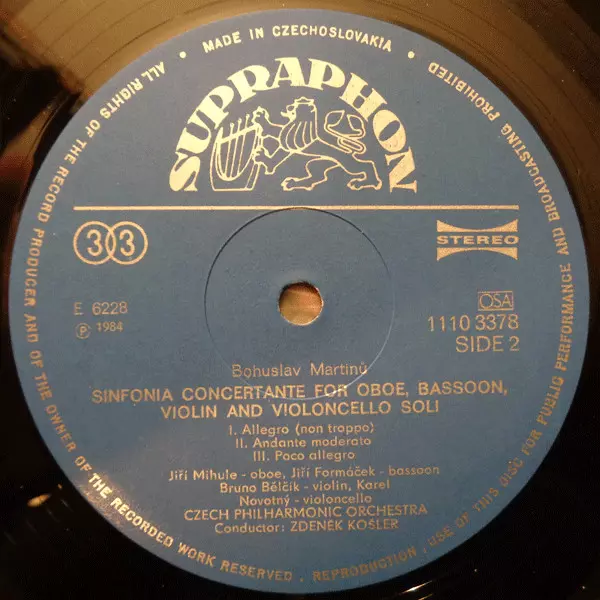 ALL RIGHTS OF THE RECORD PRODUCER AND OF THE OWNER OF THE RECORDED WORK RESERVED . REPRODUCTION , USE OF THIS DISC FOR PUBLIC PERFORMANCE AND BROADCASTING PROHIBITED
• MADE IN CZECHOSLOVAKIA •
SUPRAPHON
33
STEREO
E 6228
℗ 1984
OSA
1110 3378
SIDE 2
Bohuslav Martinů
SINFONIA CONCERTANTE FOR OBOE, BASSOON,
VIOLIN AND VIOLONCELLO SOLI
I. Allegro (non troppo)
II. Andante moderato
III. Poco allegro
Jiří Mihule - oboe, Jiří Formáček - bassoon
Bruno Bělčík - violin, Karel
Novotný - violoncello
CZECH PHILHARMONIC ORCHESTRA
Conductor: ZDENĚK KOŠLER